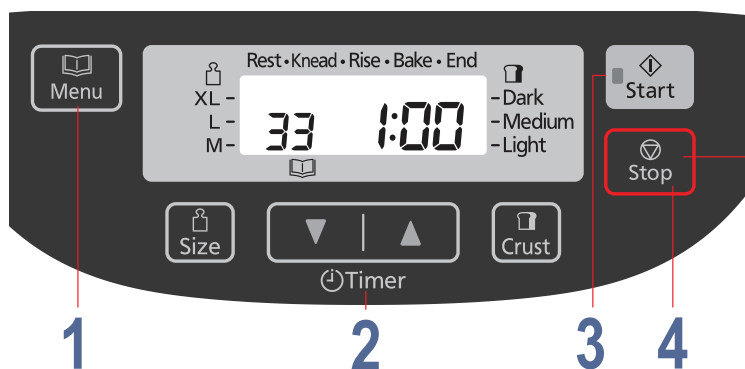 Menu
Rest • Knead • Rise • Bake • End
XL -
L -
M -
33 1:00
- Dark
- Medium
- Light
Start
Stop
Size
Timer
Crust
1
2
3
4